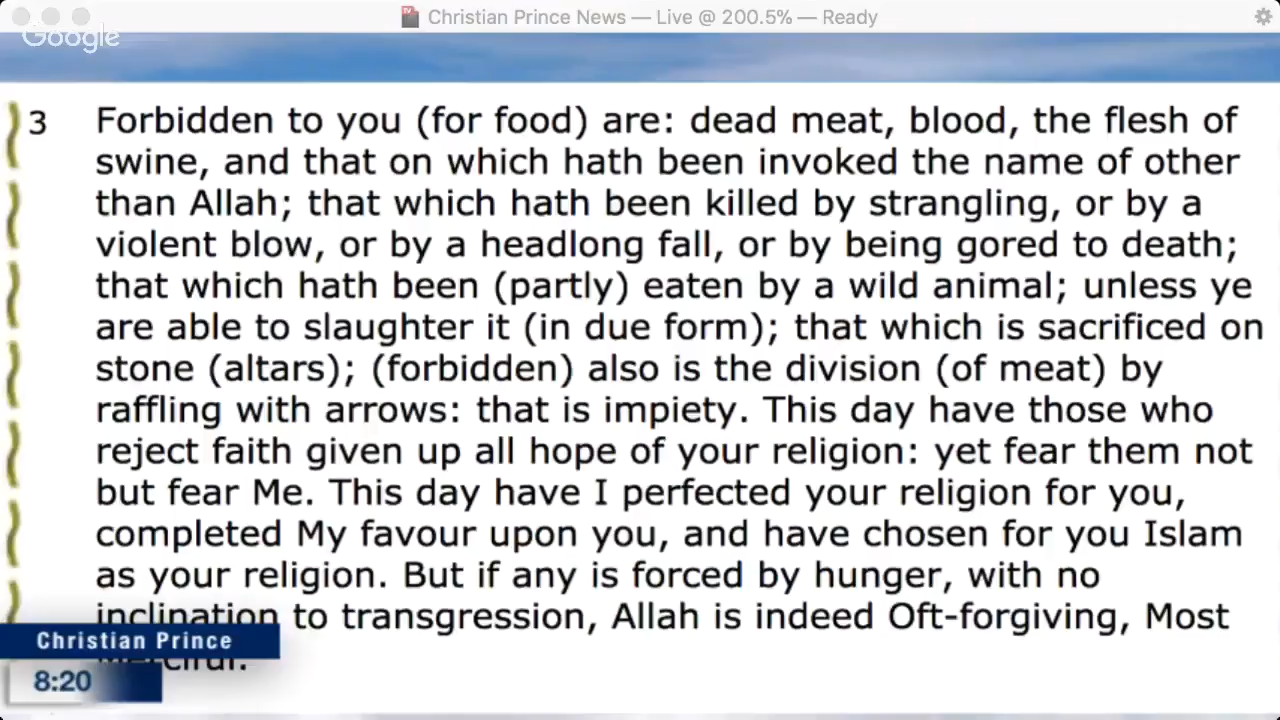 Christian Prince News — Live @ 200.5% — Ready
Google
3 Forbidden to you (for food) are: dead meat, blood, the flesh of
swine, and that on which hath been invoked the name of other
than Allah; that which hath been killed by strangling, or by a
violent blow, or by a headlong fall, or by being gored to death;
that which hath been (partly) eaten by a wild animal; unless ye
are able to slaughter it (in due form); that which is sacrificed on
stone (altars); (forbidden) also is the division (of meat) by
raffling with arrows: that is impiety. This day have those who
reject faith given up all hope of your religion: yet fear them not
but fear Me. This day have I perfected your religion for you,
completed My favour upon you, and have chosen for you Islam
as your religion. But if any is forced by hunger, with no
inclination to transgression, Allah is indeed Oft-forgiving, Most
Merciful.
Christian Prince
8:20